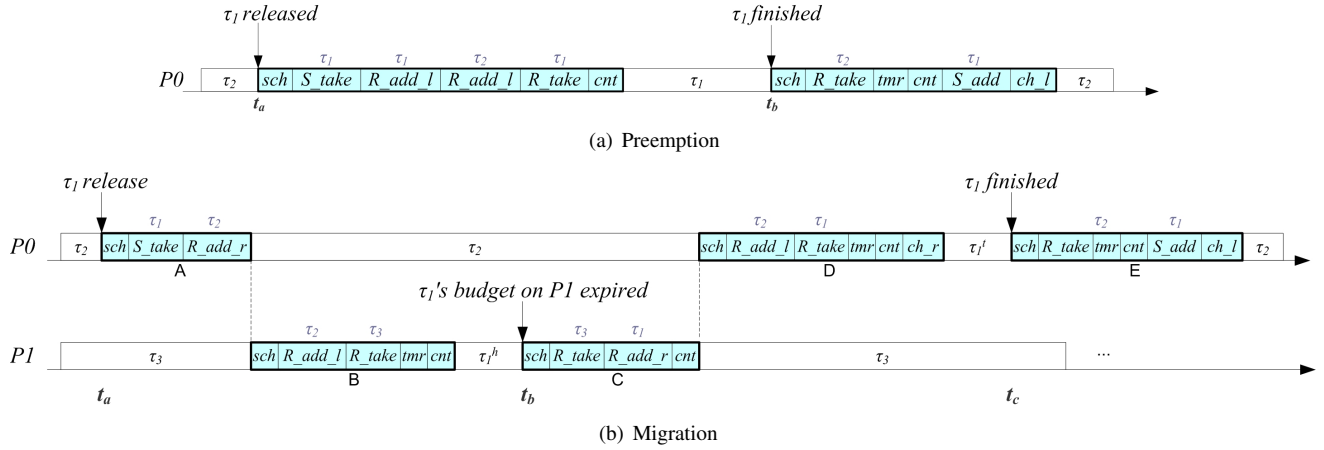 τ1 released
τ1 finished
τ1 τ1 τ2 τ1 τ2 τ1
P0 τ2 sch S_take R_add_l R_add_l R_take cnt τ1 sch R_take tmr cnt S_add ch_l τ2
ta tb
(a) Preemption
τ1 release
τ1 finished
τ1 τ2 τ2 τ1 τ2 τ1
P0 τ2 sch S_take R_add_r τ2 sch R_add_l R_take tmr cnt ch_r τ1t sch R_take tmr cnt S_add ch_l τ2
A D E
τ1's budget on P1 expired
τ2 τ3 τ3 τ1
P1 τ3 sch R_add_l R_take tmr cnt τ1h sch R_take R_add_r cnt τ3 ...
B C
ta tb tc
(b) Migration